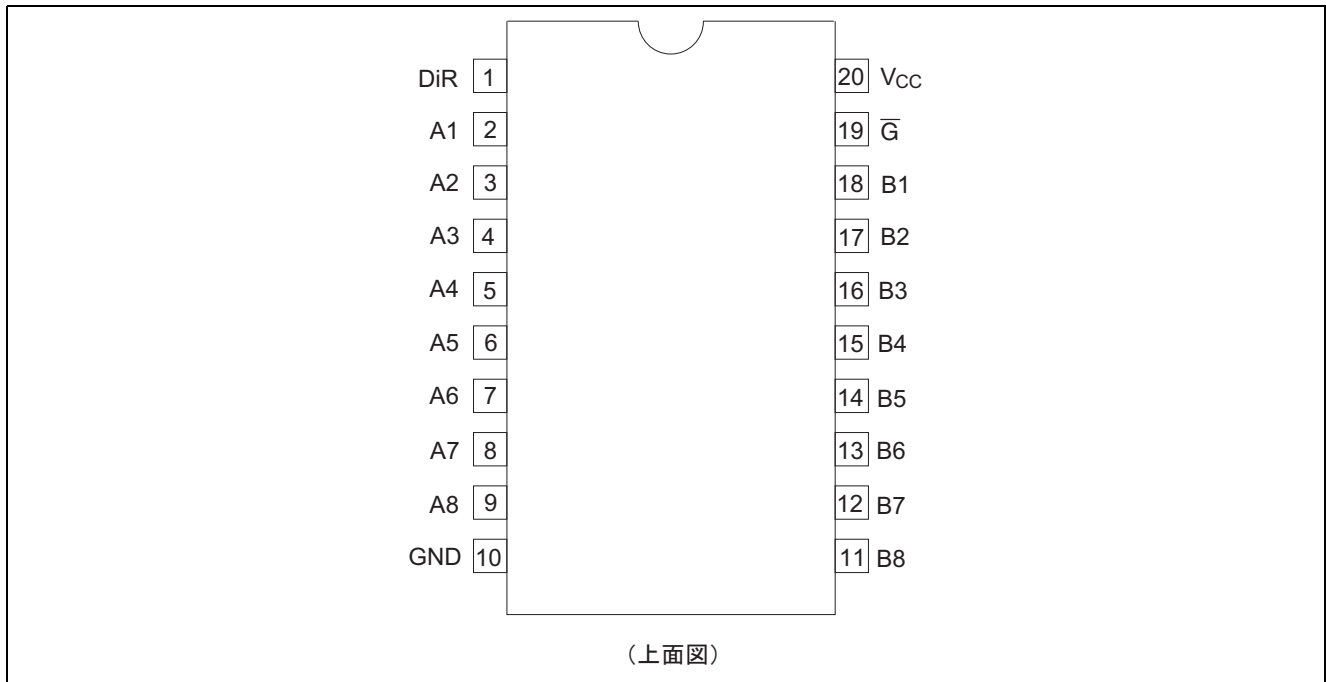 DiR 1 20 VCC
A1 2 19 G̅
A2 3 18 B1
A3 4 17 B2
A4 5 16 B3
A5 6 15 B4
A6 7 14 B5
A7 8 13 B6
A8 9 12 B7
GND 10 11 B8
（上面図）